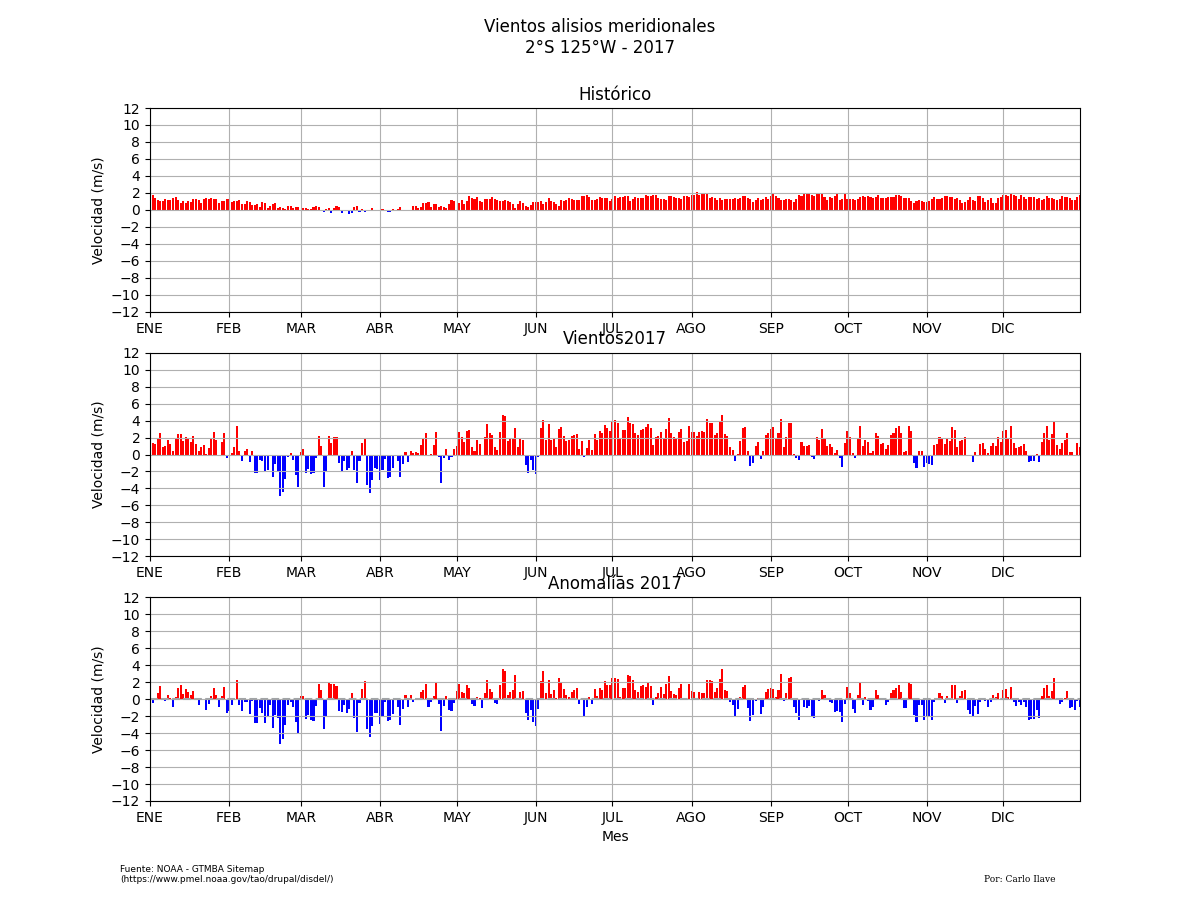 Vientos alisios meridionales
2°S 125°W - 2017
Histórico
12
10
8
6
4
2
0
−2
−4
−6
−8
−10
−12
Velocidad (m/s)
ENE FEB MAR ABR MAY JUN JUL AGO SEP OCT NOV DIC
Vientos2017
12
10
8
6
4
2
0
−2
−4
−6
−8
−10
−12
Velocidad (m/s)
ENE FEB MAR ABR MAY JUN JUL AGO SEP OCT NOV DIC
Anomalías 2017
12
10
8
6
4
2
0
−2
−4
−6
−8
−10
−12
Velocidad (m/s)
ENE FEB MAR ABR MAY JUN JUL AGO SEP OCT NOV DIC
Mes
Fuente: NOAA - GTMBA Sitemap
(https://www.pmel.noaa.gov/tao/drupal/disdel/)
Por: Carlo Ilave